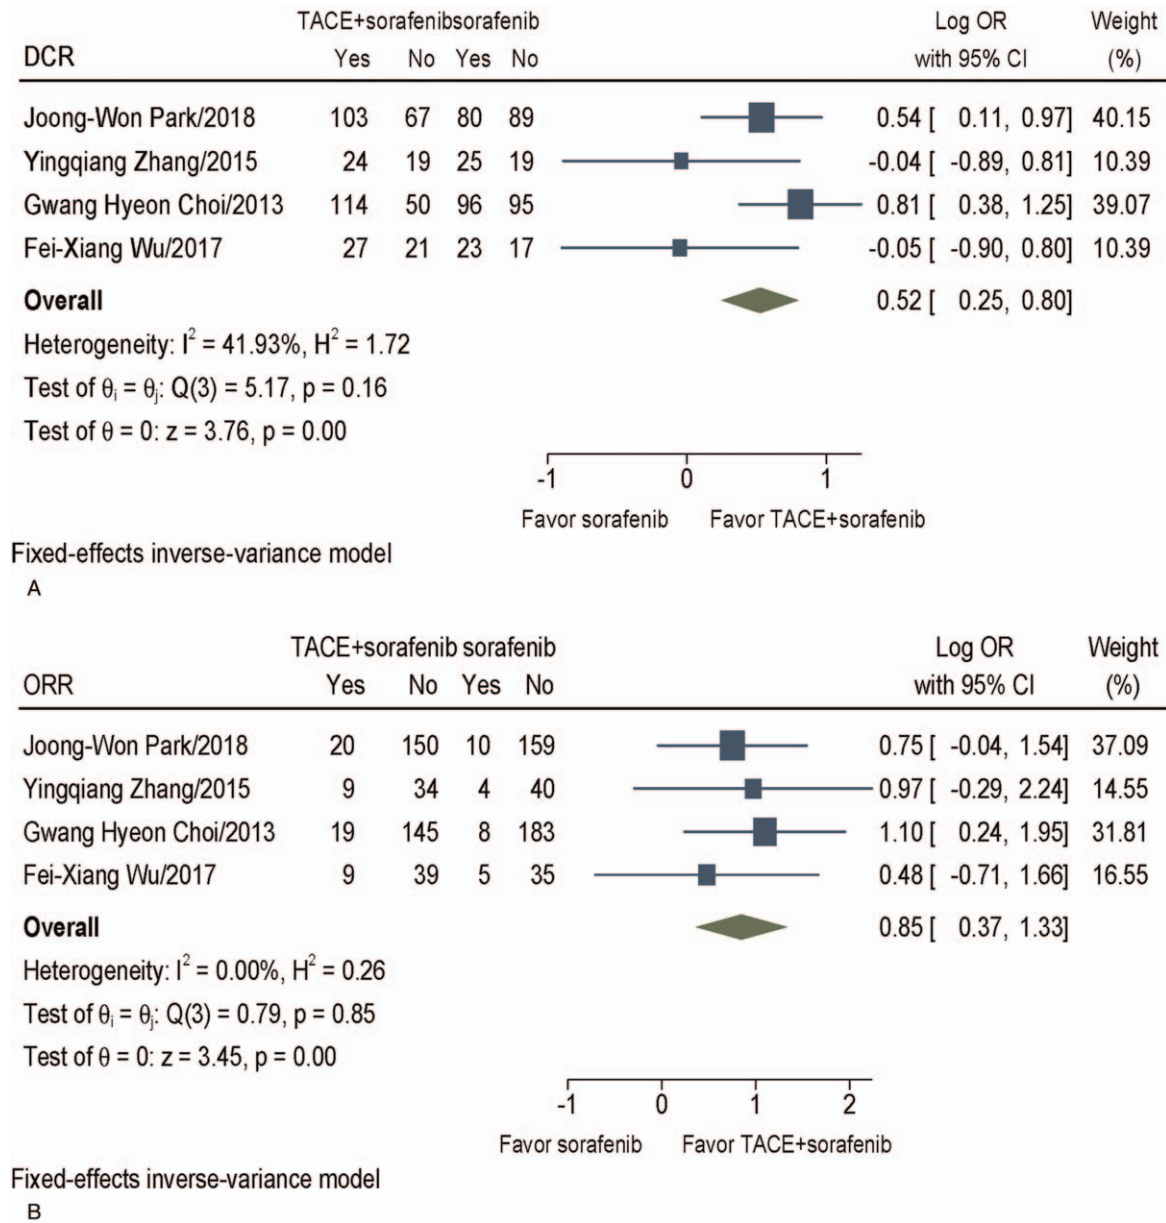 TACE+sorafenibsorafenib Log OR Weight
DCR Yes No Yes No with 95% CI (%)
Joong-Won Park/2018 103 67 80 89 0.54 [ 0.11, 0.97] 40.15
Yingqiang Zhang/2015 24 19 25 19 -0.04 [ -0.89, 0.81] 10.39
Gwang Hyeon Choi/2013 114 50 96 95 0.81 [ 0.38, 1.25] 39.07
Fei-Xiang Wu/2017 27 21 23 17 -0.05 [ -0.90, 0.80] 10.39
Overall 0.52 [ 0.25, 0.80]
Heterogeneity: I² = 41.93%, H² = 1.72
Test of θᵢ = θⱼ: Q(3) = 5.17, p = 0.16
Test of θ = 0: z = 3.76, p = 0.00
-1 0 1
Favor sorafenib Favor TACE+sorafenib
Fixed-effects inverse-variance model
A
TACE+sorafenib sorafenib Log OR Weight
ORR Yes No Yes No with 95% CI (%)
Joong-Won Park/2018 20 150 10 159 0.75 [ -0.04, 1.54] 37.09
Yingqiang Zhang/2015 9 34 4 40 0.97 [ -0.29, 2.24] 14.55
Gwang Hyeon Choi/2013 19 145 8 183 1.10 [ 0.24, 1.95] 31.81
Fei-Xiang Wu/2017 9 39 5 35 0.48 [ -0.71, 1.66] 16.55
Overall 0.85 [ 0.37, 1.33]
Heterogeneity: I² = 0.00%, H² = 0.26
Test of θᵢ = θⱼ: Q(3) = 0.79, p = 0.85
Test of θ = 0: z = 3.45, p = 0.00
-1 0 1 2
Favor sorafenib Favor TACE+sorafenib
Fixed-effects inverse-variance model
B